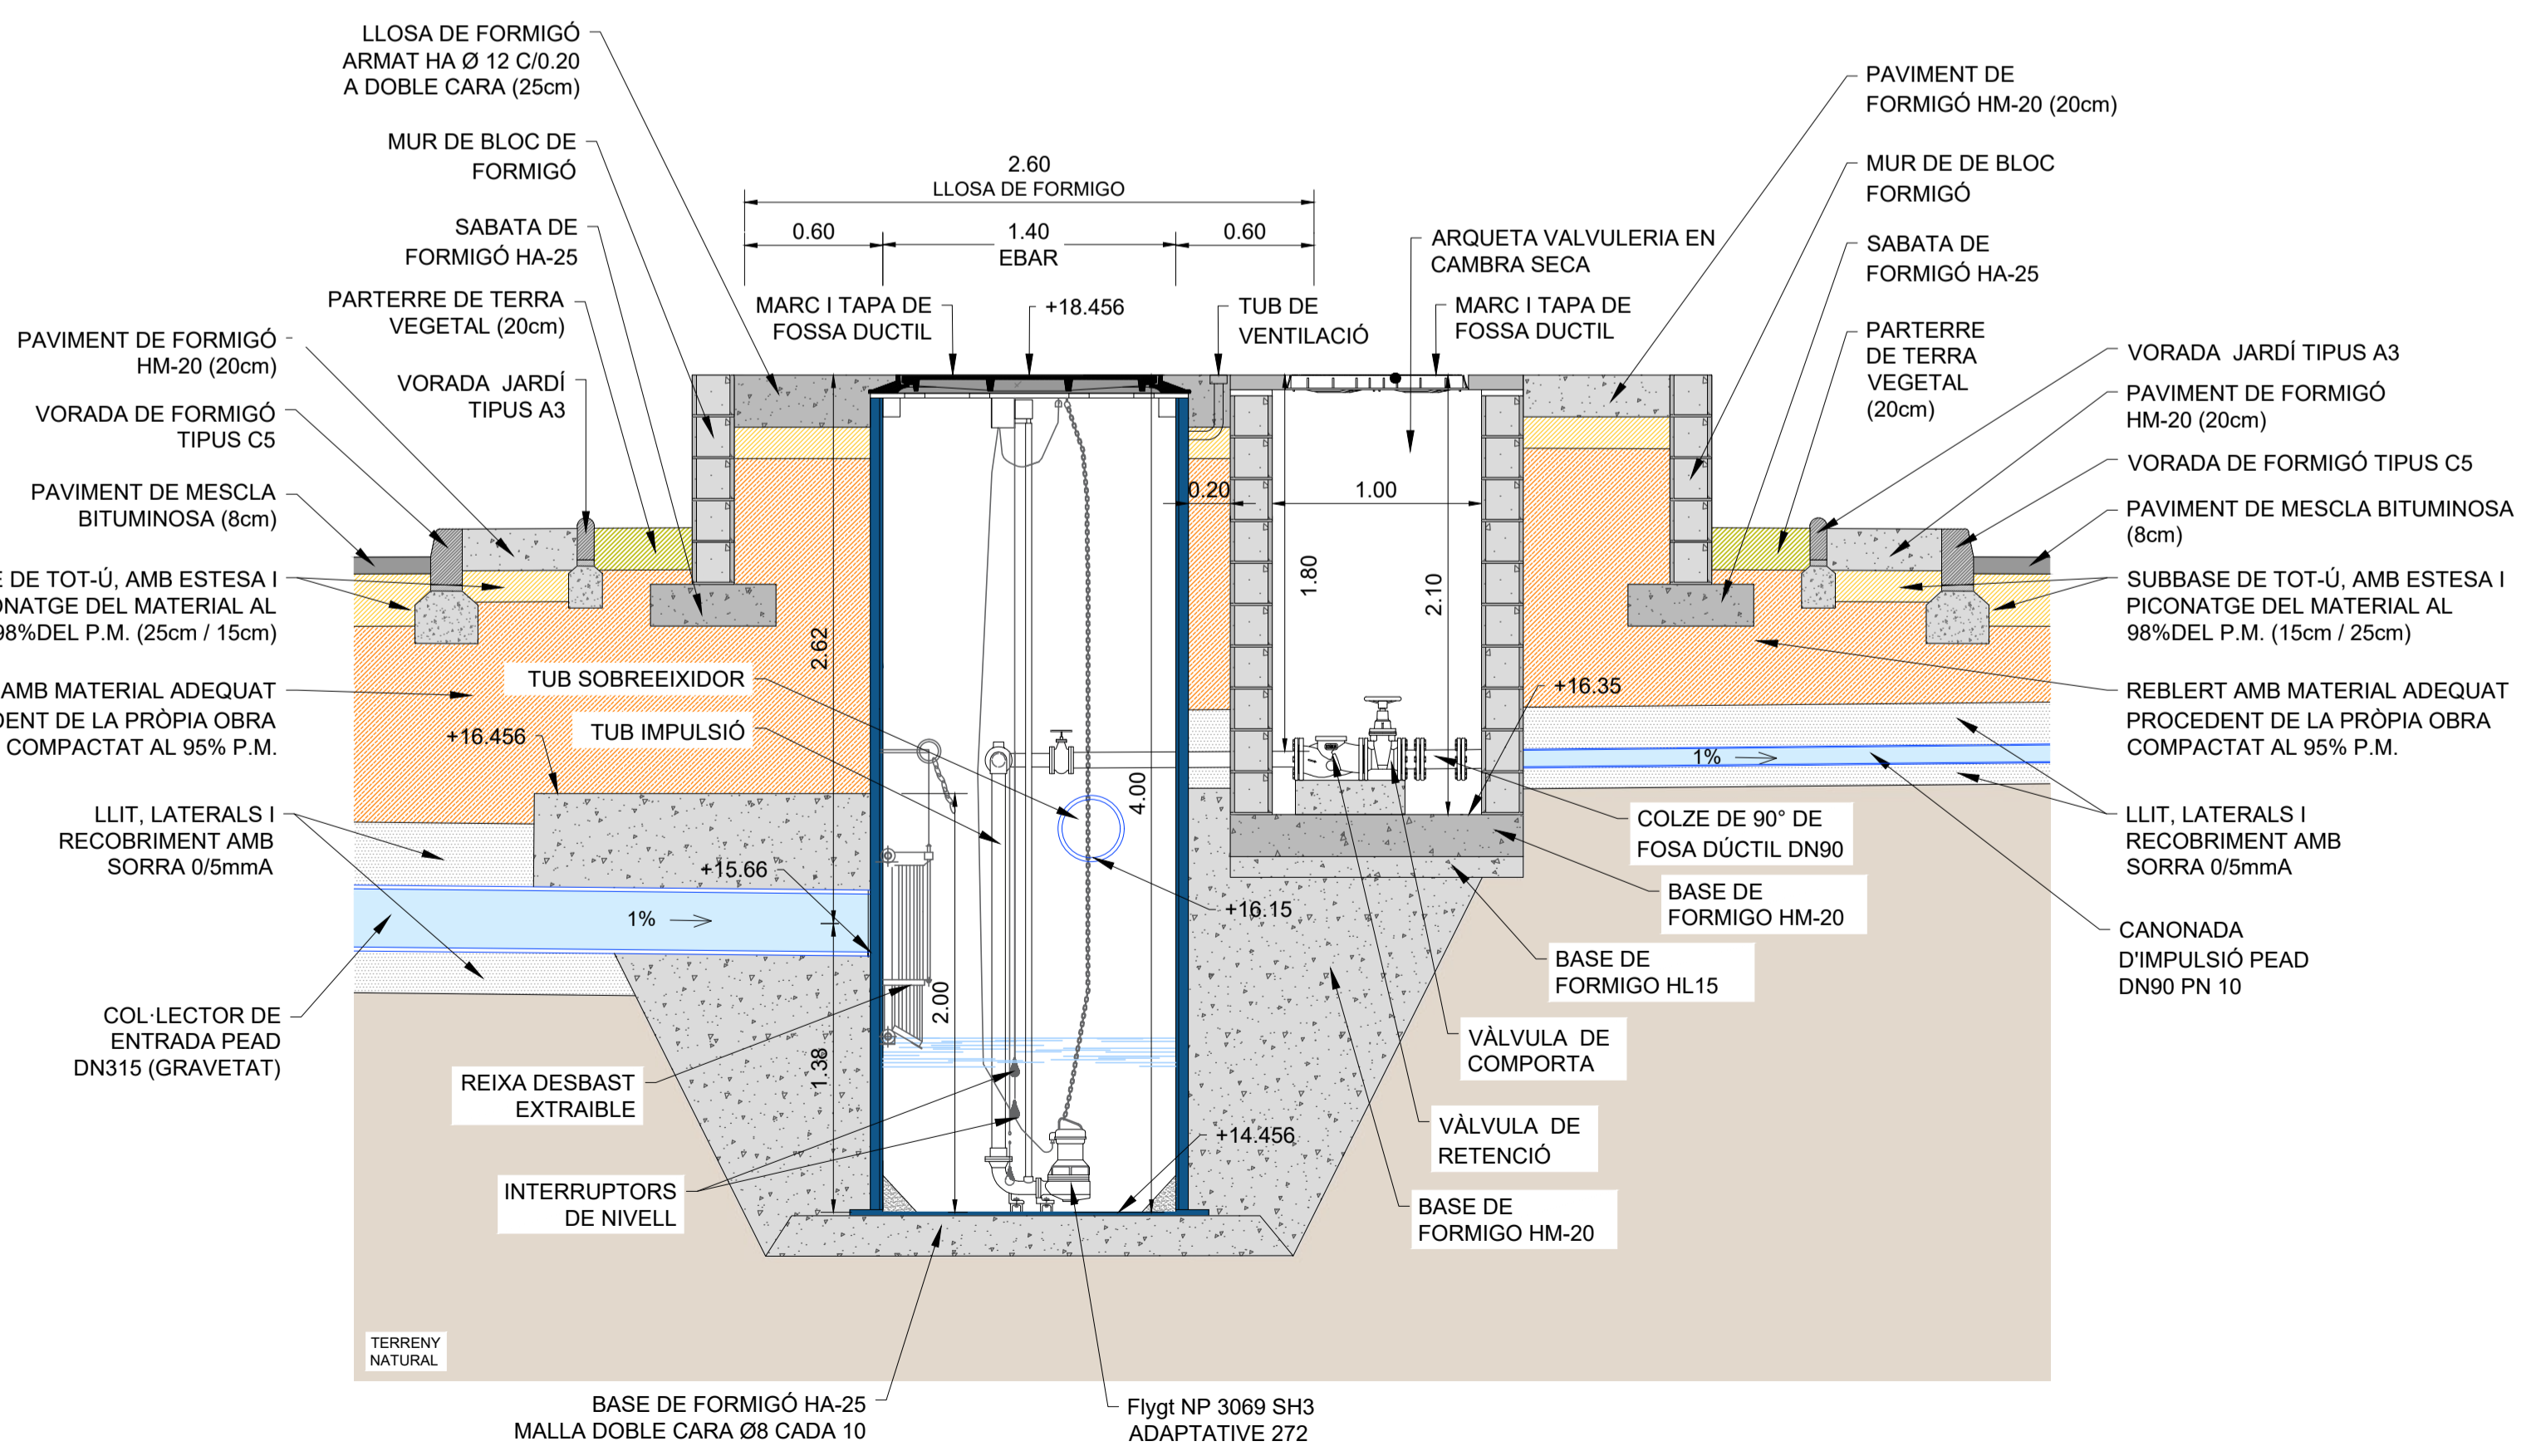 LLOSA DE FORMIGÓ
ARMAT HA Ø 12 C/0.20
A DOBLE CARA (25cm)
MUR DE BLOC DE
FORMIGÓ
SABATA DE
FORMIGÓ HA-25
PARTERRE DE TERRA
VEGETAL (20cm)
PAVIMENT DE FORMIGÓ
HM-20 (20cm)
VORADA JARDÍ
TIPUS A3
VORADA DE FORMIGÓ
TIPUS C5
PAVIMENT DE MESCLA
BITUMINOSA (8cm)
E DE TOT-Ú, AMB ESTESA I
ONATGE DEL MATERIAL AL
98%DEL P.M. (25cm / 15cm)
AMB MATERIAL ADEQUAT
DENT DE LA PRÒPIA OBRA
COMPACTAT AL 95% P.M.
LLIT, LATERALS I
RECOBRIMENT AMB
SORRA 0/5mmA
COL·LECTOR DE
ENTRADA PEAD
DN315 (GRAVETAT)
2.60
LLOSA DE FORMIGO
0.60
1.40
EBAR
0.60
MARC I TAPA DE
FOSSA DUCTIL
+18.456
TUB DE
VENTILACIÓ
ARQUETA VALVULERIA EN
CAMBRA SECA
MARC I TAPA DE
FOSSA DUCTIL
0.20
1.00
1.80
2.10
2.62
TUB SOBREEIXIDOR
TUB IMPULSIÓ
+16.456
+16.35
4.00
1%
1%
+15.66
+16.15
2.00
1.38
REIXA DESBAST
EXTRAIBLE
INTERRUPTORS
DE NIVELL
+14.456
COLZE DE 90° DE
FOSA DÚCTIL DN90
BASE DE
FORMIGO HM-20
BASE DE
FORMIGO HL15
VÀLVULA DE
COMPORTA
VÀLVULA DE
RETENCIÓ
BASE DE
FORMIGO HM-20
TERRENY
NATURAL
BASE DE FORMIGÓ HA-25
MALLA DOBLE CARA Ø8 CADA 10
Flygt NP 3069 SH3
ADAPTATIVE 272
PAVIMENT DE
FORMIGÓ HM-20 (20cm)
MUR DE DE BLOC
FORMIGÓ
SABATA DE
FORMIGÓ HA-25
PARTERRE
DE TERRA
VEGETAL
(20cm)
VORADA JARDÍ TIPUS A3
PAVIMENT DE FORMIGÓ
HM-20 (20cm)
VORADA DE FORMIGÓ TIPUS C5
PAVIMENT DE MESCLA BITUMINOSA
(8cm)
SUBBASE DE TOT-Ú, AMB ESTESA I
PICONATGE DEL MATERIAL AL
98%DEL P.M. (15cm / 25cm)
REBLERT AMB MATERIAL ADEQUAT
PROCEDENT DE LA PRÒPIA OBRA
COMPACTAT AL 95% P.M.
LLIT, LATERALS I
RECOBRIMENT AMB
SORRA 0/5mmA
CANONADA
D'IMPULSIÓ PEAD
DN90 PN 10